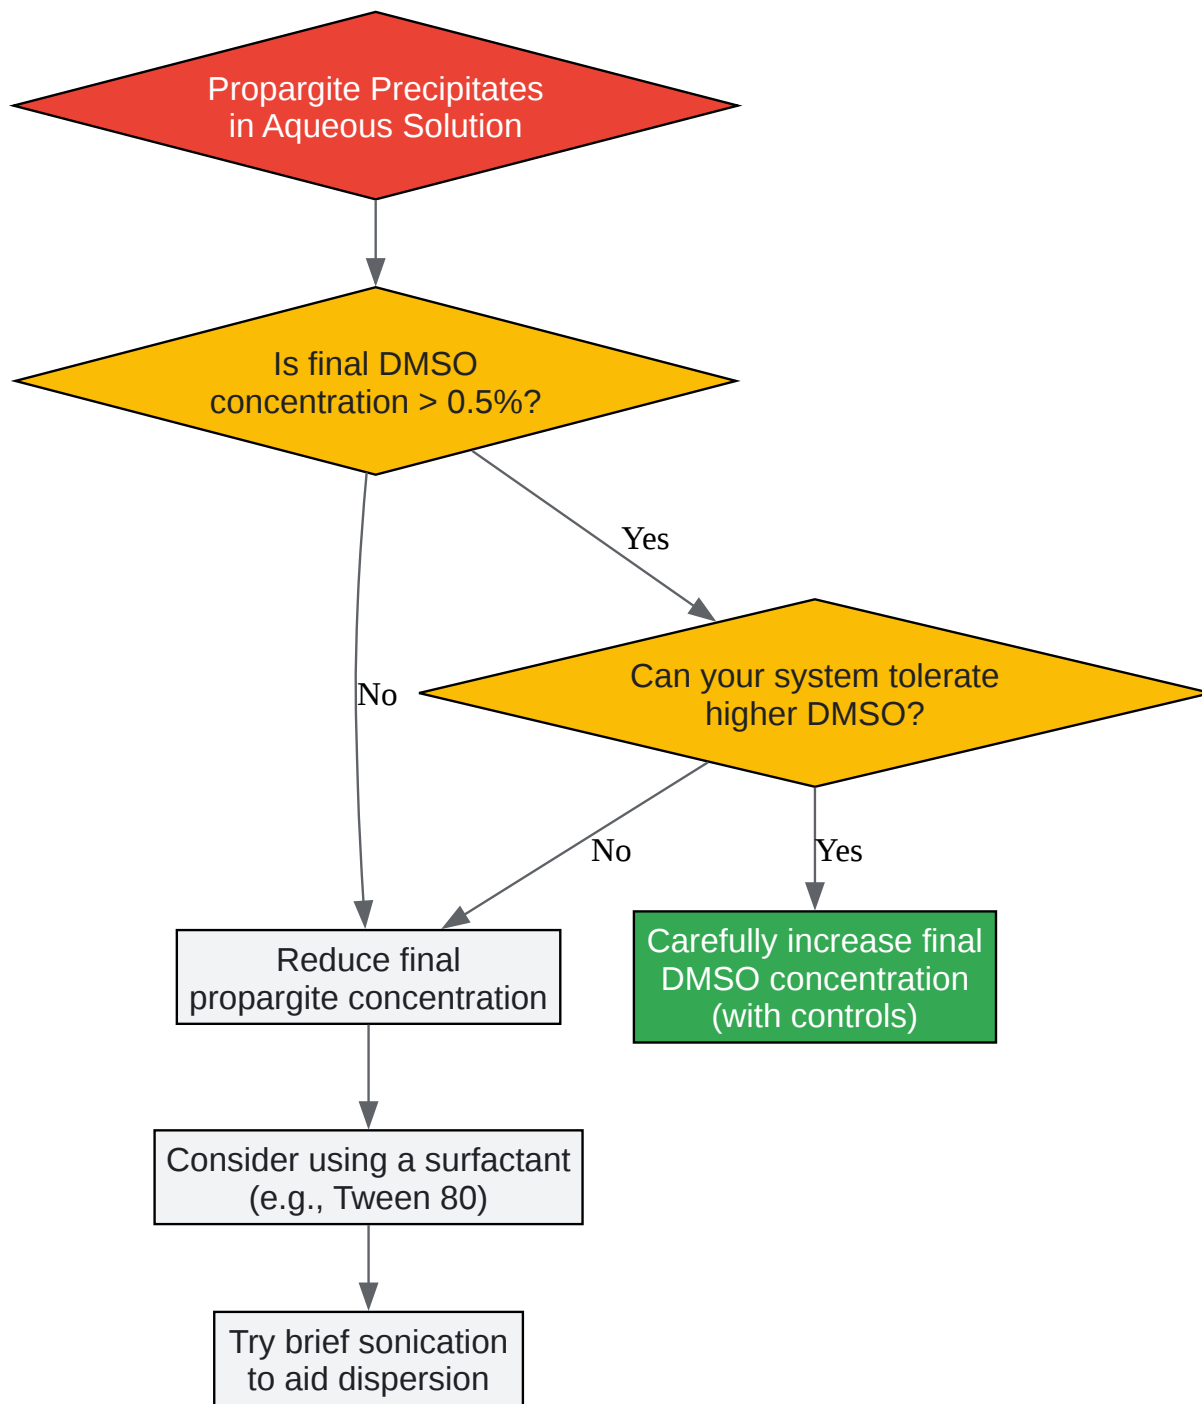 Propargite Precipitates
in Aqueous Solution
Is final DMSO
concentration > 0.5%?
Yes
No
Can your system tolerate
higher DMSO?
No
Yes
Reduce final
propargite concentration
Carefully increase final
DMSO concentration
(with controls)
Consider using a surfactant
(e.g., Tween 80)
Try brief sonication
to aid dispersion